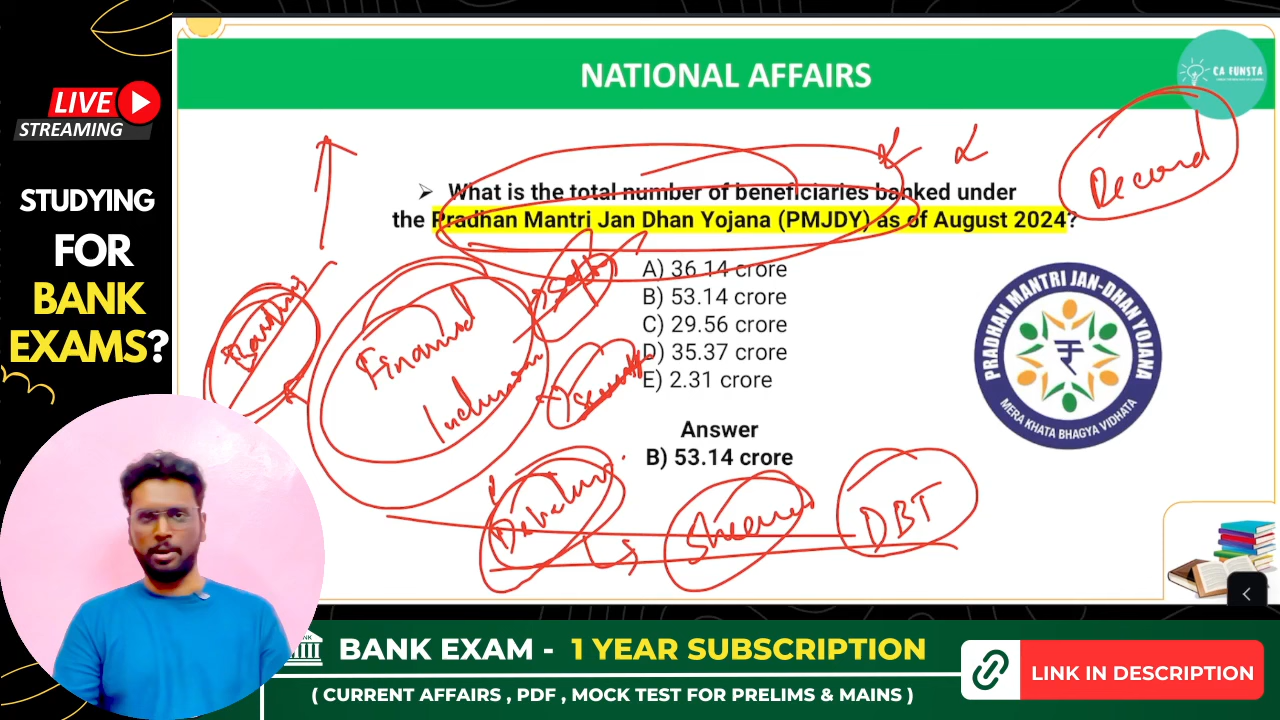 LIVE
STREAMING
STUDYING
FOR
BANK
EXAMS?
NATIONAL AFFAIRS
CA FUNSTA
Record
➢ What is the total number of beneficiaries banked under
the Pradhan Mantri Jan Dhan Yojana (PMJDY) as of August 2024?
A) 36.14 crore
B) 53.14 crore
C) 29.56 crore
D) 35.37 crore
E) 2.31 crore
Answer
B) 53.14 crore
PRADHAN MANTRI JAN-DHAN YOJANA
MERA KHATA BHAGYA VIDHATA
Banking
Financial
Inclusion
DBT
BANK EXAM - 1 YEAR SUBSCRIPTION
( CURRENT AFFAIRS , PDF , MOCK TEST FOR PRELIMS & MAINS )
LINK IN DESCRIPTION